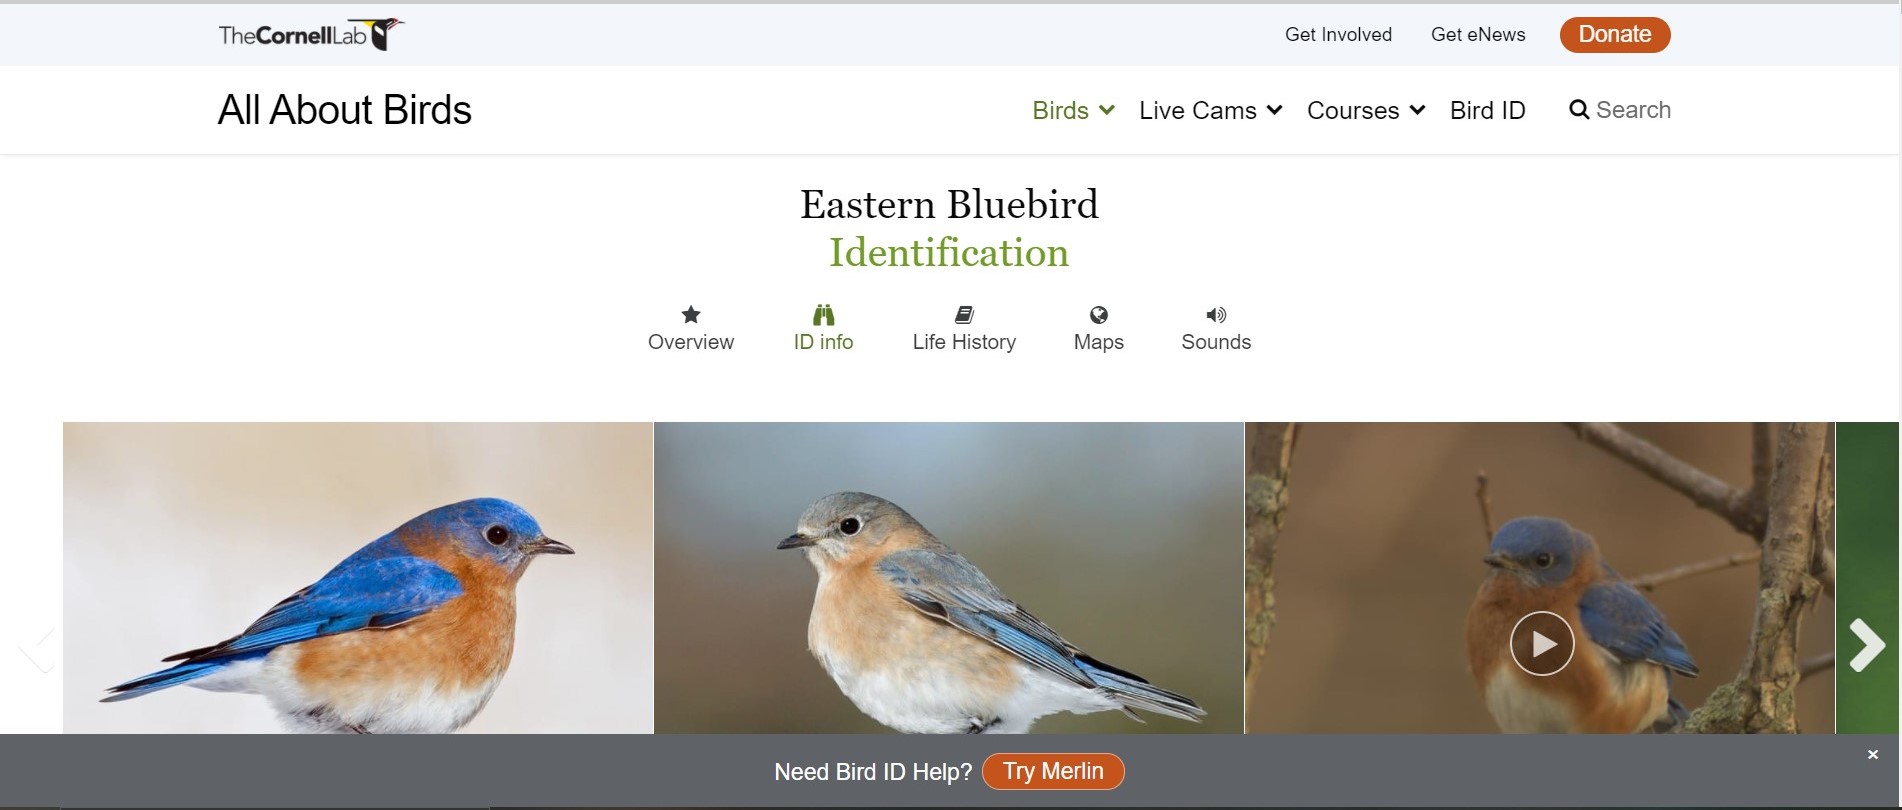 TheCornellLab
Get Involved
Get eNews
Donate
All About Birds
Birds
Live Cams
Courses
Bird ID
Search
Eastern Bluebird
Identification
Overview
ID info
Life History
Maps
Sounds
Need Bird ID Help?
Try Merlin
×